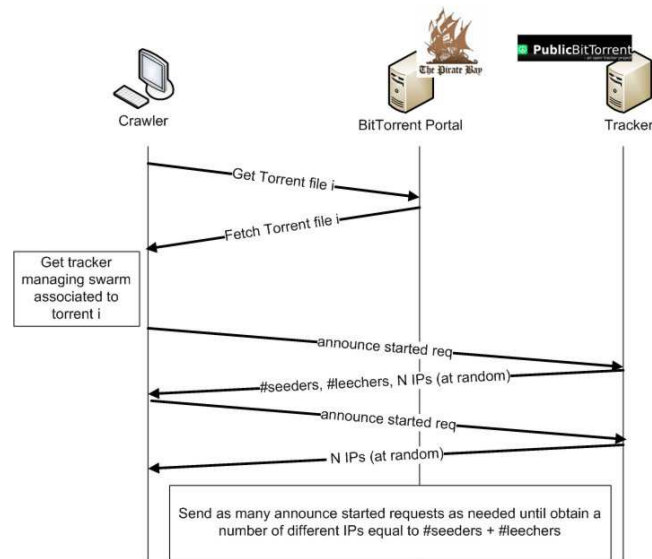 The Pirate Bay
PublicBitTorrent
Crawler
BitTorrent Portal
Tracker
Get Torrent file i
Fetch Torrent file i
Get tracker
managing swarm
associated to
torrent i
announce started req
#seeders, #leechers, N IPs (at random)
announce started req
N IPs (at random)
Send as many announce started requests as needed until obtain a
number of different IPs equal to #seeders + #leechers